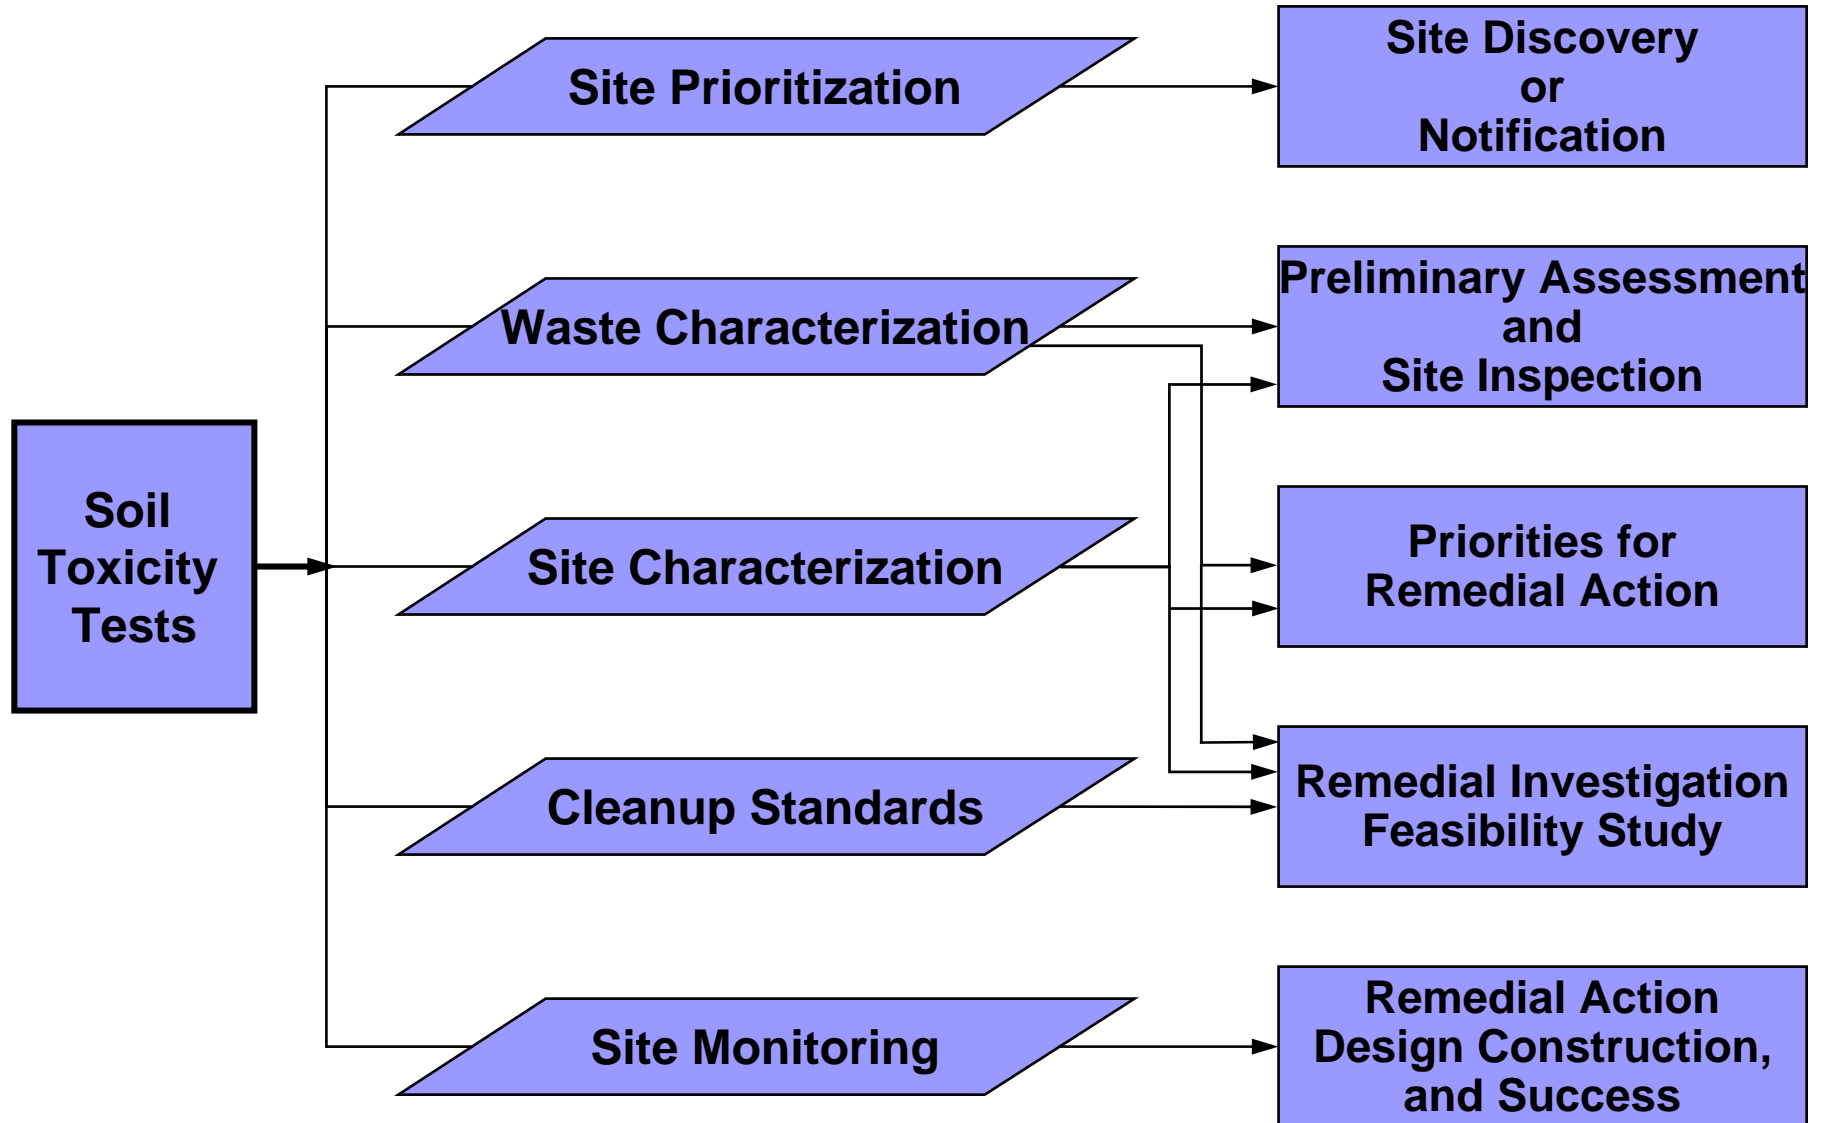 Soil
Toxicity
Tests
Site Prioritization
Waste Characterization
Site Characterization
Cleanup Standards
Site Monitoring
Site Discovery
or
Notification
Preliminary Assessment
and
Site Inspection
Priorities for
Remedial Action
Remedial Investigation
Feasibility Study
Remedial Action
Design Construction,
and Success